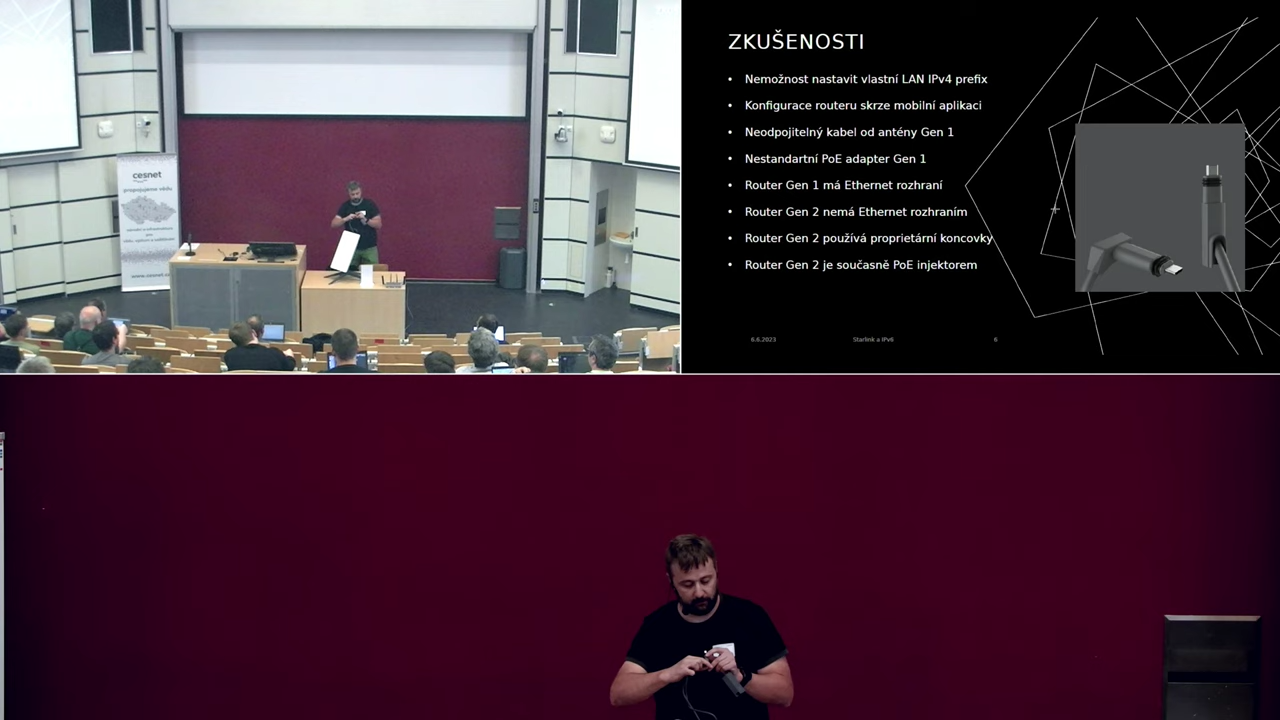 cesnet
propojujeme vědu
www.cesnet.cz
ZKUŠENOSTI
• Nemožnost nastavit vlastní LAN IPv4 prefix
• Konfigurace routeru skrze mobilní aplikaci
• Neodpojitelný kabel od antény Gen 1
• Nestandartní PoE adapter Gen 1
• Router Gen 1 má Ethernet rozhraní
• Router Gen 2 nemá Ethernet rozhraním
• Router Gen 2 používá proprietární koncovky
• Router Gen 2 je současně PoE injektorem
6.6.2023
Starlink a IPv6
6